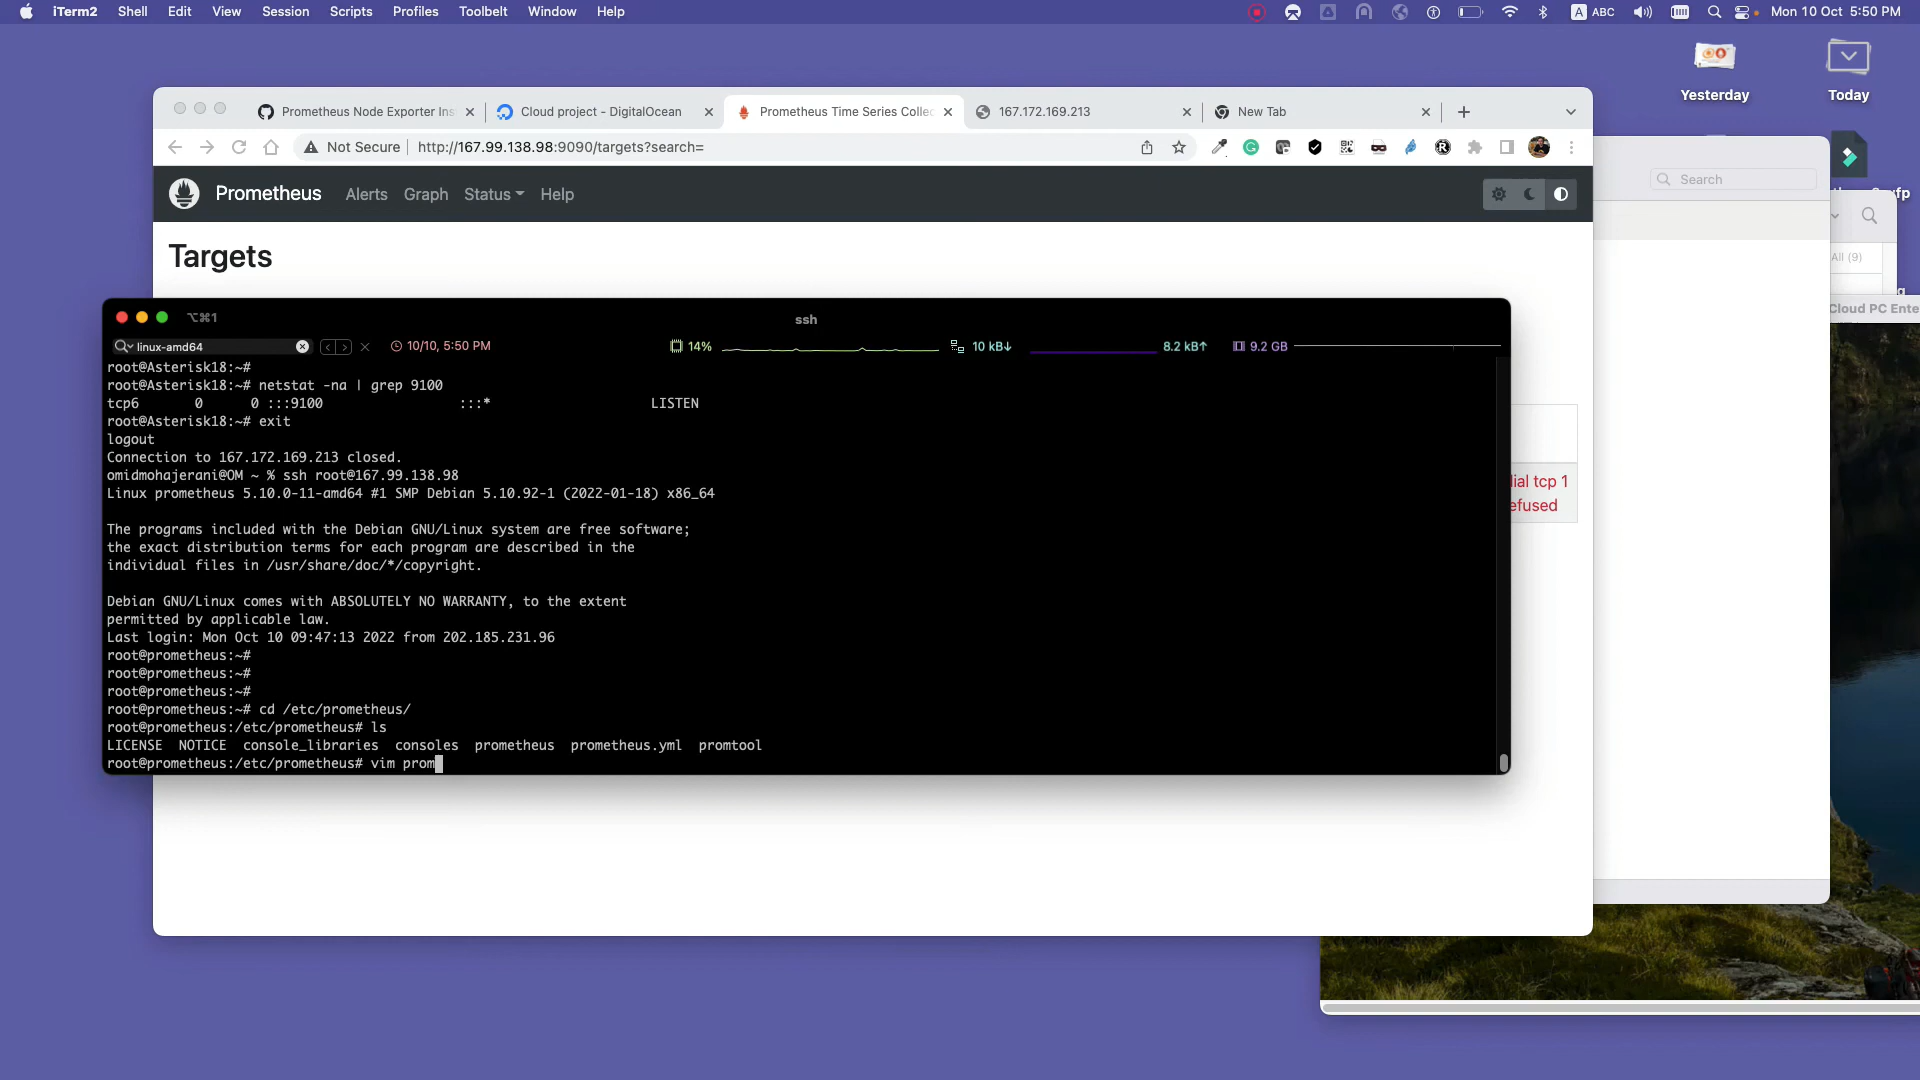 iTerm2 Shell Edit View Session Scripts Profiles Toolbelt Window Help
A ABC Mon 10 Oct 5:50 PM
Yesterday Today
Prometheus Node Exporter Ins Cloud project - DigitalOcean Prometheus Time Series Collec 167.172.169.213 New Tab
Not Secure http://167.99.138.98:9090/targets?search=
Search
Prometheus Alerts Graph Status Help
Targets
All (9)
Cloud PC Ente
⌥⌘1 ssh
linux-amd64 10/10, 5:50 PM 14% 10 kB↓ 8.2 kB↑ 9.2 GB
root@Asterisk18:~#
root@Asterisk18:~# netstat -na | grep 9100
tcp6 0 0 :::9100 :::* LISTEN
root@Asterisk18:~# exit
logout
Connection to 167.172.169.213 closed.
omidmohajerani@OM ~ % ssh root@167.99.138.98
Linux prometheus 5.10.0-11-amd64 #1 SMP Debian 5.10.92-1 (2022-01-18) x86_64
The programs included with the Debian GNU/Linux system are free software;
the exact distribution terms for each program are described in the
individual files in /usr/share/doc/*/copyright.
Debian GNU/Linux comes with ABSOLUTELY NO WARRANTY, to the extent
permitted by applicable law.
Last login: Mon Oct 10 09:47:13 2022 from 202.185.231.96
root@prometheus:~#
root@prometheus:~#
root@prometheus:~#
root@prometheus:~# cd /etc/prometheus/
root@prometheus:/etc/prometheus# ls
LICENSE NOTICE console_libraries consoles prometheus prometheus.yml promtool
root@prometheus:/etc/prometheus# vim prom
ial tcp 1
efused